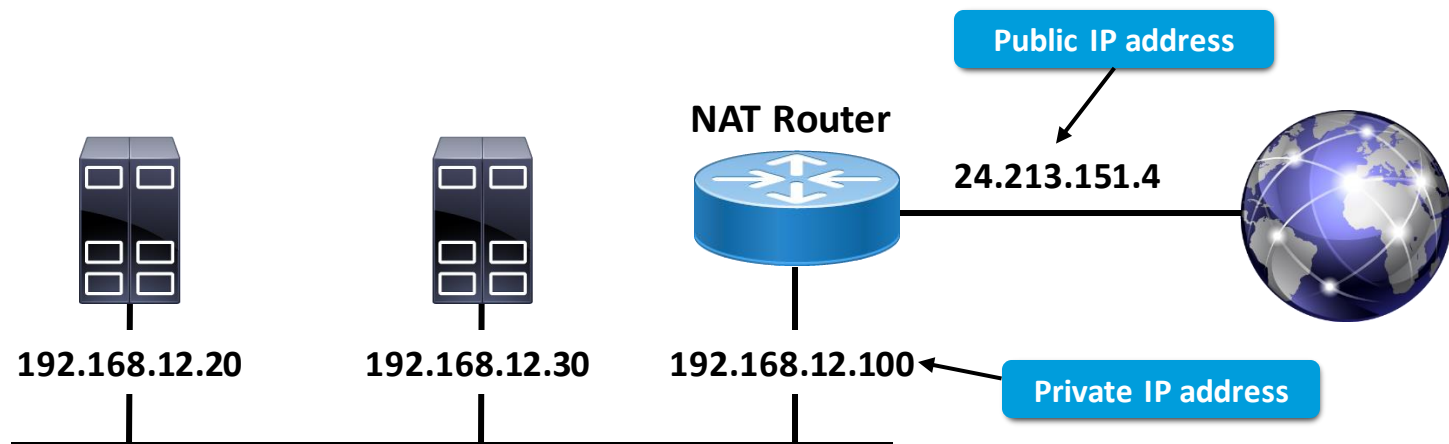 Public IP address
NAT Router
24.213.151.4
192.168.12.20
192.168.12.30
192.168.12.100
Private IP address